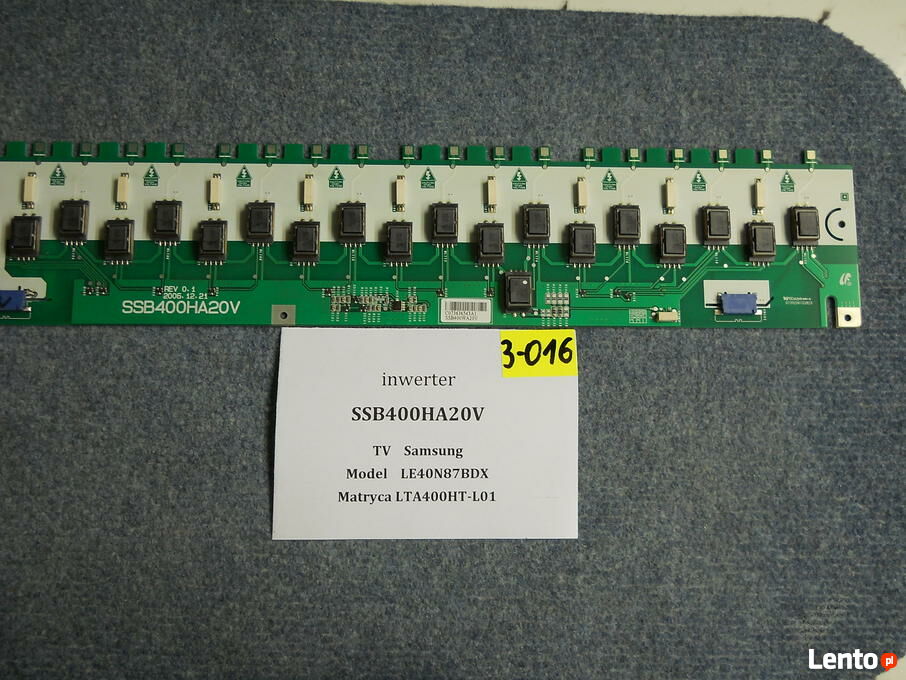 REV 0.1
2006.12.21
SSB400HA20V
SSB400WA20V
3-016
inwerter
SSB400HA20V
TV Samsung
Model LE40N87BDX
Matryca LTA400HT-L01
Lento pl